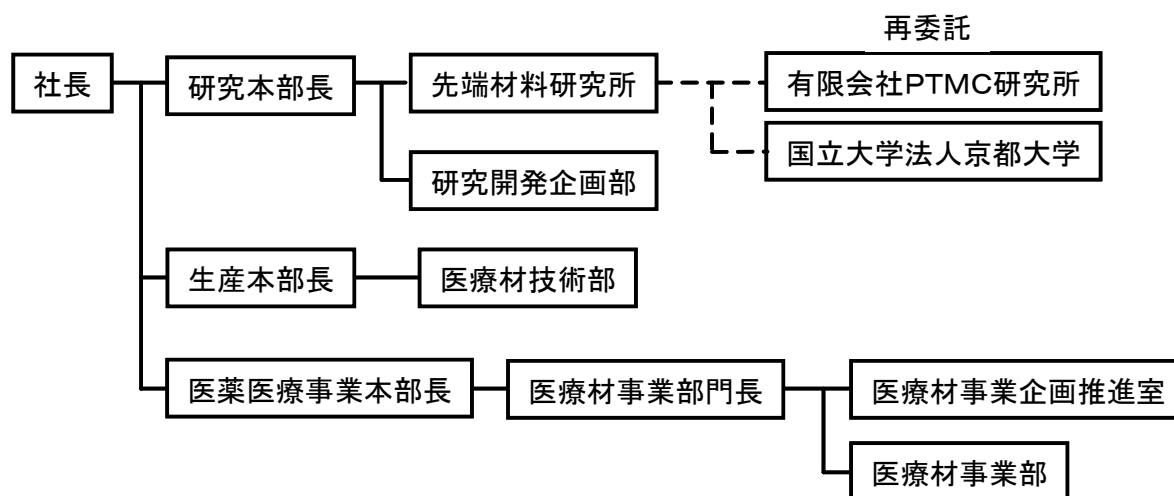 再委託
社長
研究本部長
先端材料研究所
有限会社PTMC研究所
国立大学法人京都大学
研究開発企画部
生産本部長
医療材技術部
医薬医療事業本部長
医療材事業部門長
医療材事業企画推進室
医療材事業部